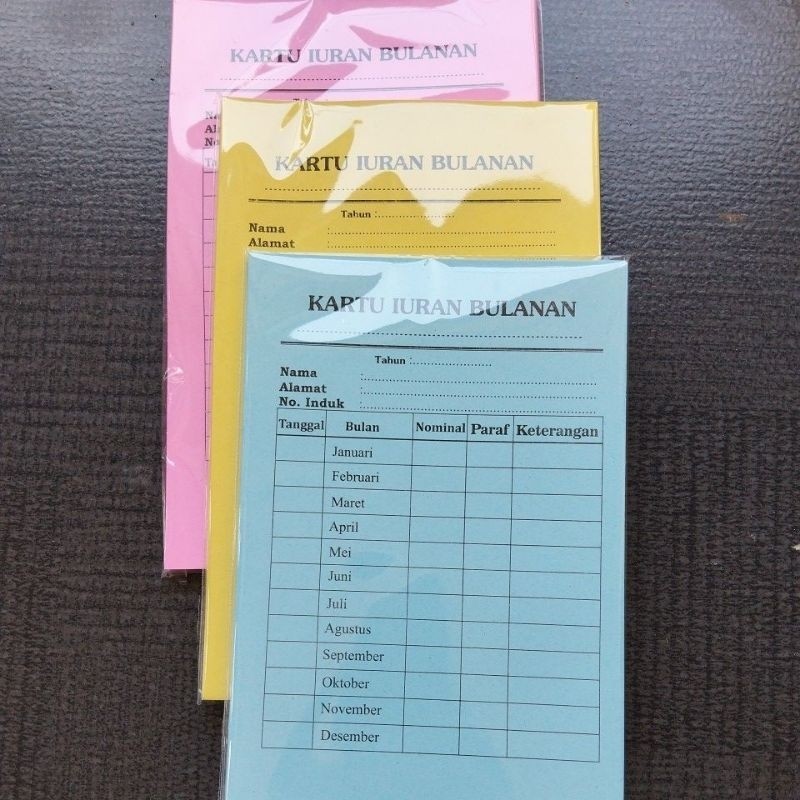 KARTU IURAN BULANAN
KARTU IURAN BULANAN
Tahun :
Nama :
Alamat :
KARTU IURAN BULANAN
Tahun :
Nama :
Alamat :
No. Induk :
Tanggal Bulan Nominal Paraf Keterangan
Januari
Februari
Maret
April
Mei
Juni
Juli
Agustus
September
Oktober
November
Desember